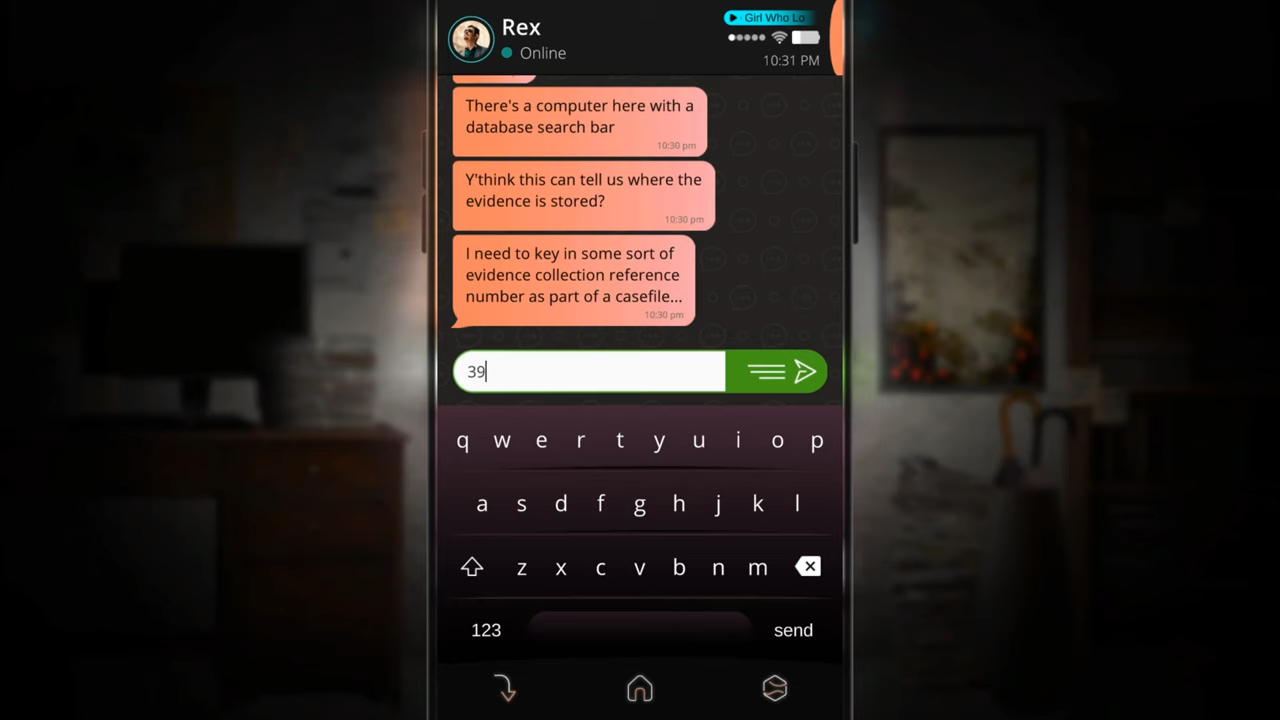 Rex
Online
Girl Who Lo
10:31 PM
There's a computer here with a
database search bar
10:30 pm
Y'think this can tell us where the
evidence is stored?
10:30 pm
I need to key in some sort of
evidence collection reference
number as part of a casefile...
10:30 pm
39
q w e r t y u i o p
a s d f g h j k l
z x c v b n m
123 send